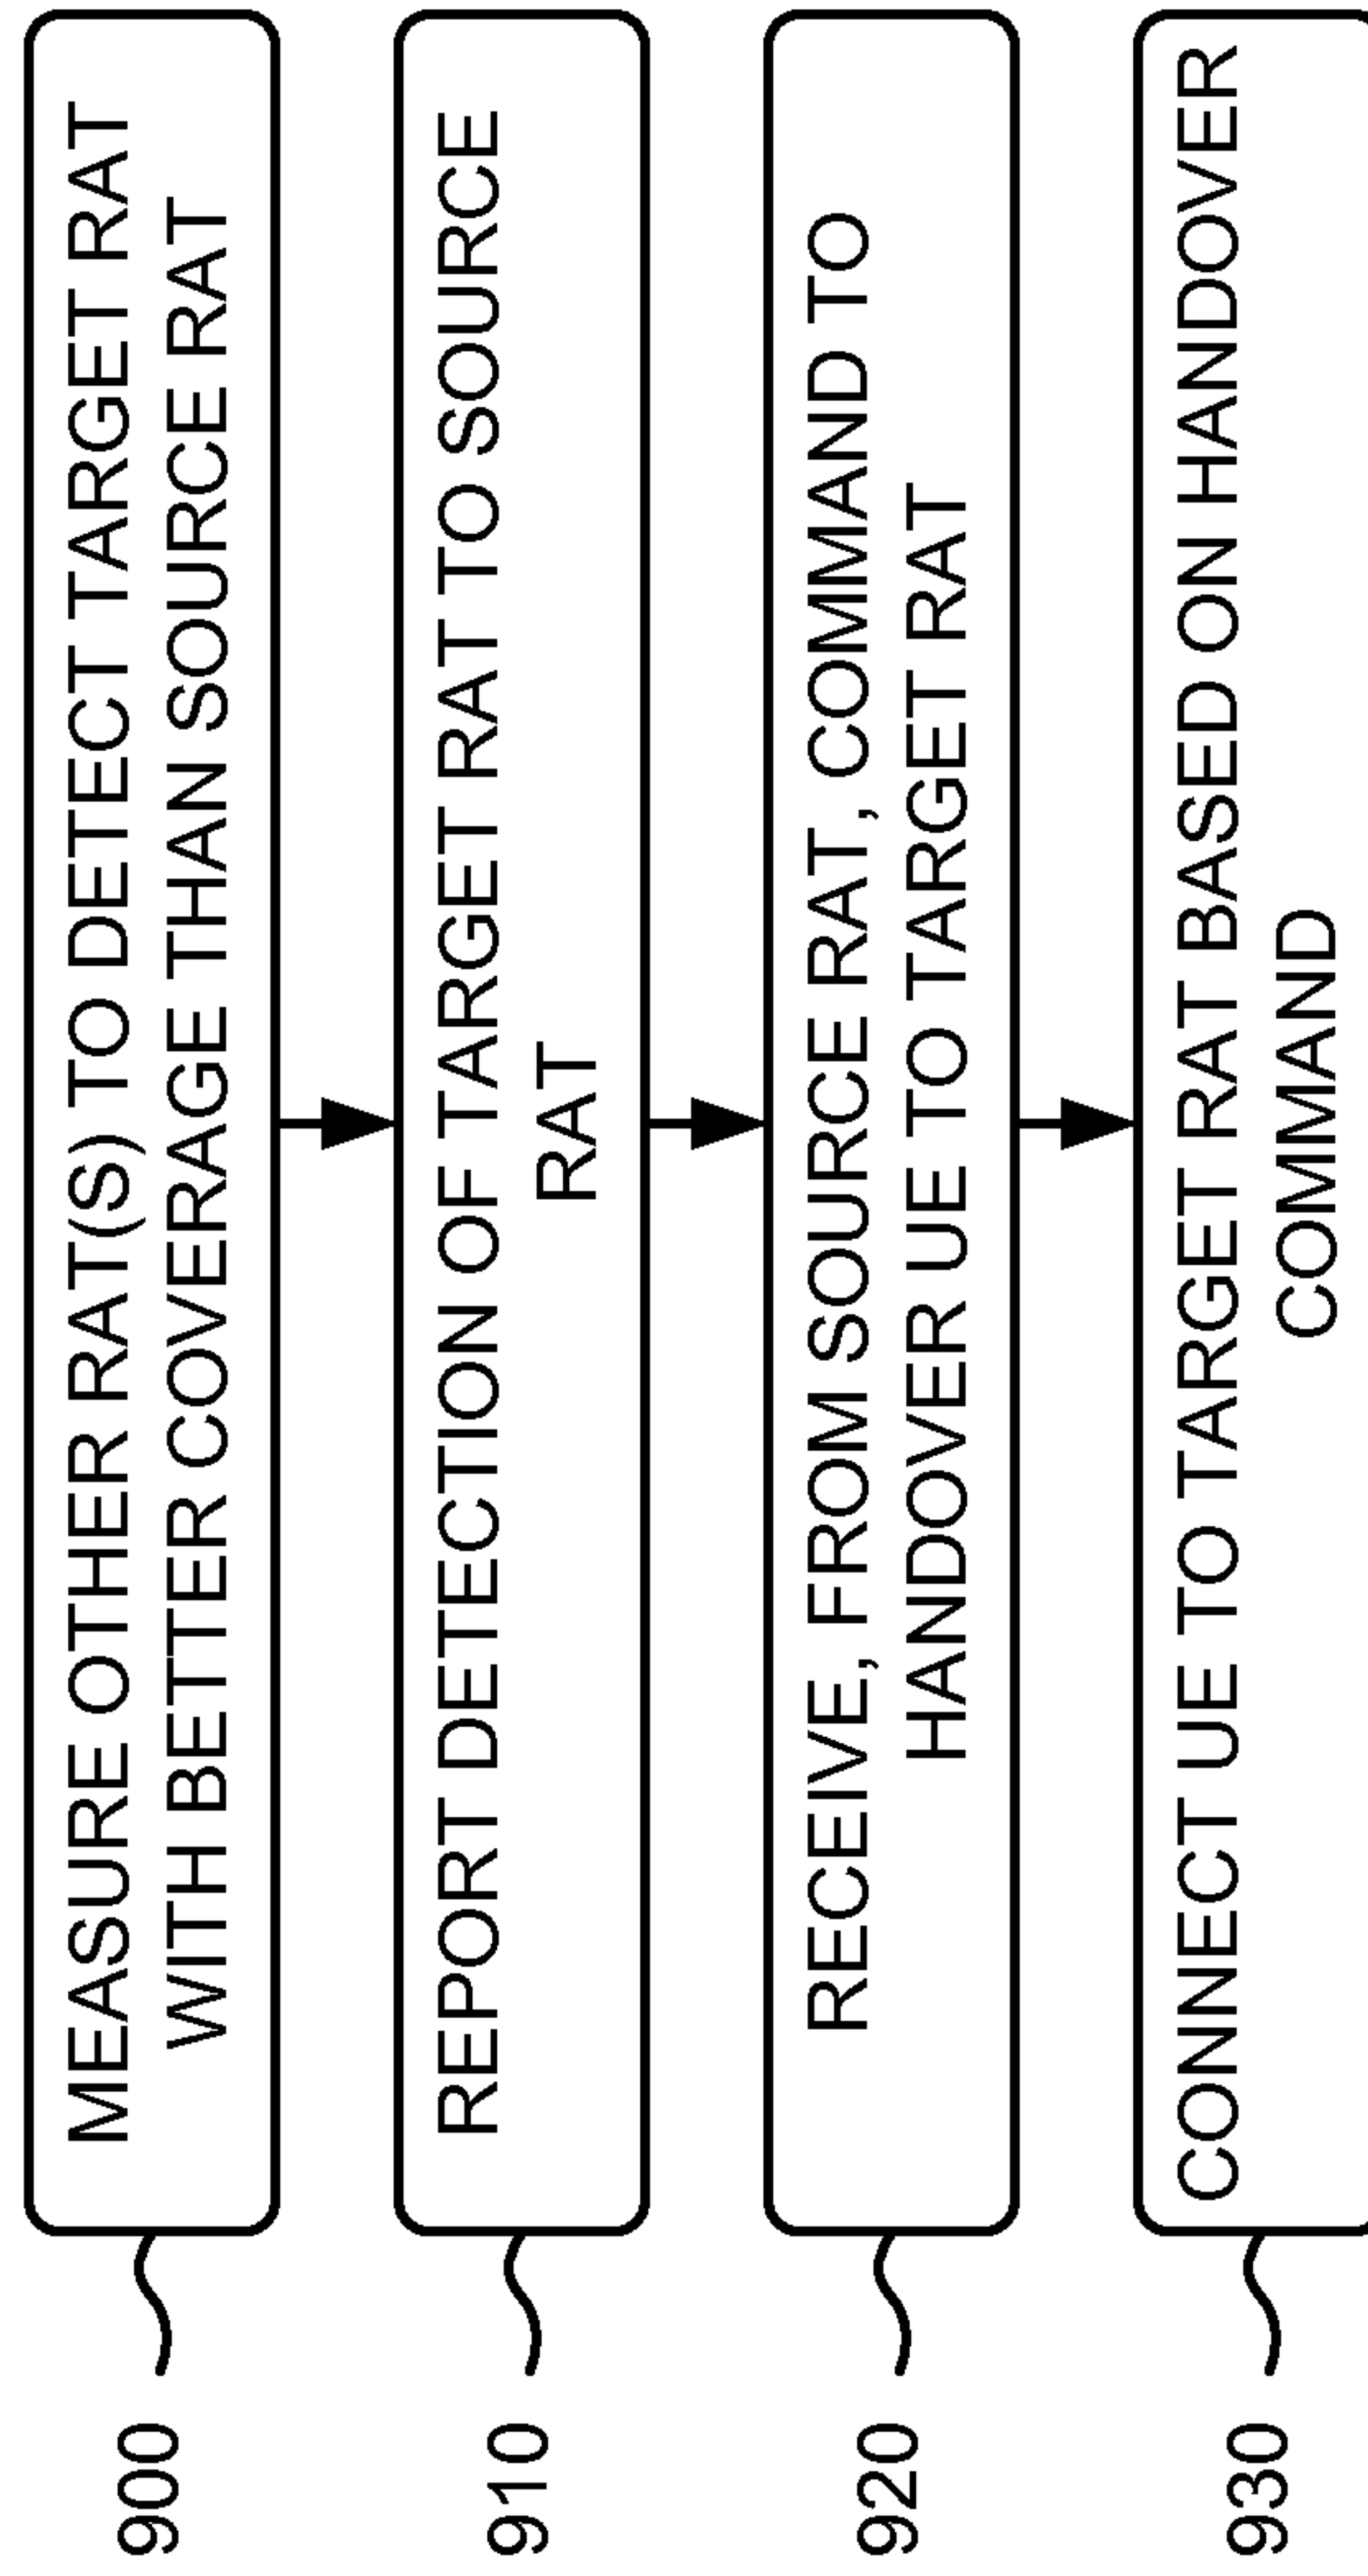 900
MEASURE OTHER RAT(S) TO DETECT TARGET RAT
WITH BETTER COVERAGE THAN SOURCE RAT
910
REPORT DETECTION OF TARGET RAT TO SOURCE
RAT
920
RECEIVE, FROM SOURCE RAT, COMMAND TO
HANDOVER UE TO TARGET RAT
930
CONNECT UE TO TARGET RAT BASED ON HANDOVER
COMMAND